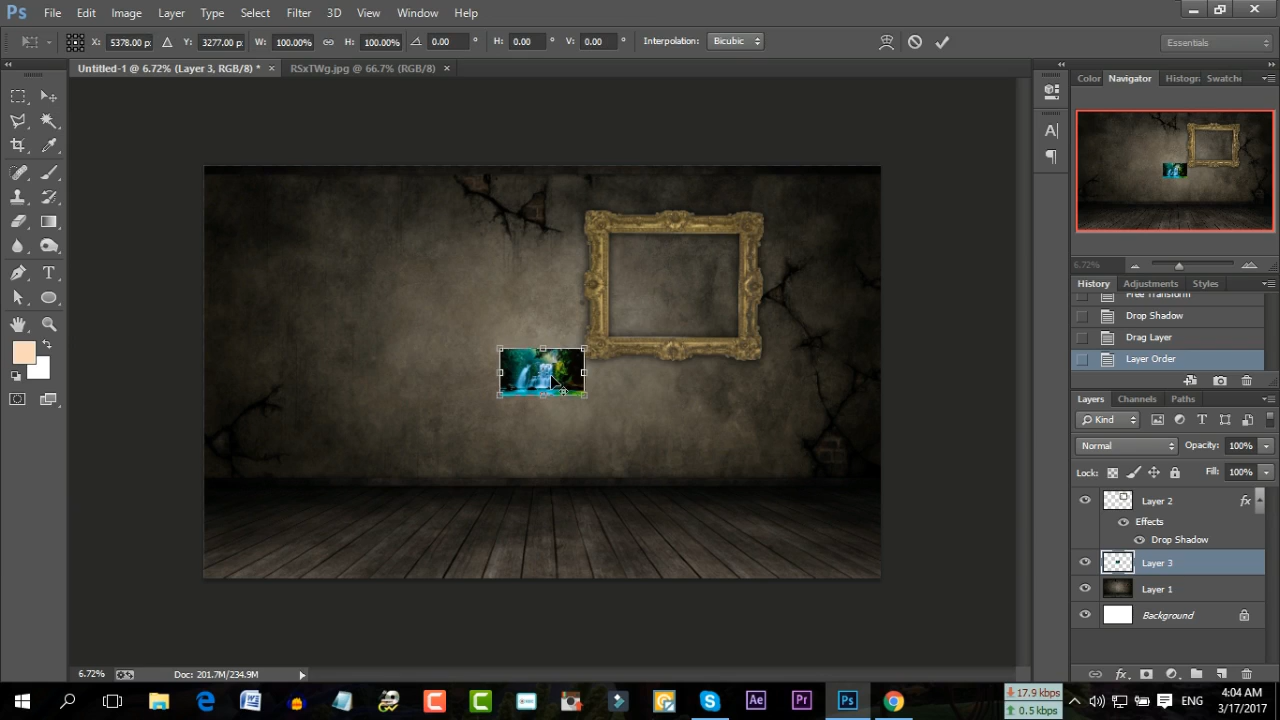 Ps File Edit Image Layer Type Select Filter 3D View Window Help
X: 5378.00 p: Y: 3277.00 p: W: 100.00% H: 100.00% 0.00 ° H: 0.00 ° V: 0.00 ° Interpolation: Bicubic Essentials
Untitled-1 @ 6.72% (Layer 3, RGB/8) * × RSxTWg.jpg @ 66.7% (RGB/8) ×
Color Navigator Histogr Swatche
6.72%
History Adjustments Styles
Free Transform
Drop Shadow
Drag Layer
Layer Order
Layers Channels Paths
Kind
Normal Opacity: 100%
Lock: Fill: 100%
Layer 2 fx
Effects
Drop Shadow
Layer 3
Layer 1
Background
6.72% Doc: 201.7M/234.9M
17.9 kbps
0.5 kbps
ENG
4:04 AM
3/17/2017